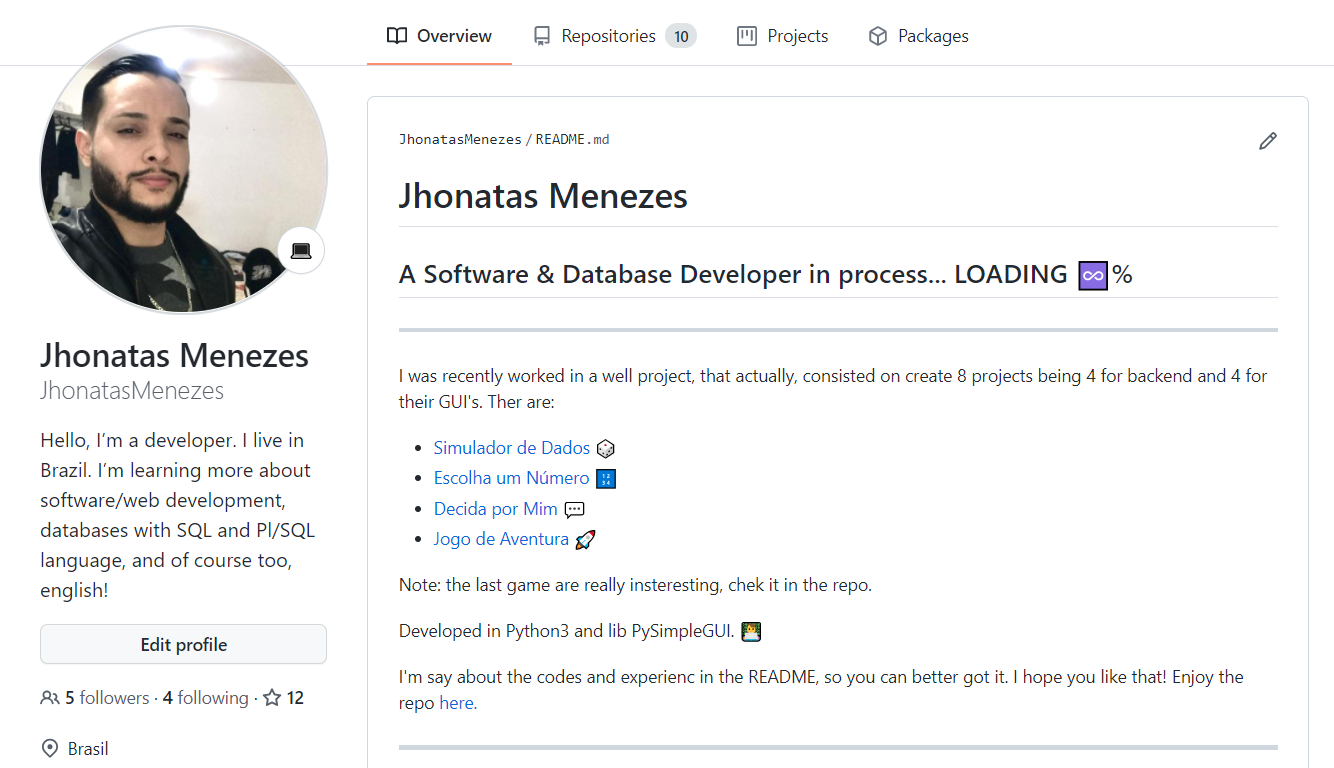 Overview
Repositories 10
Projects
Packages
JhonatasMenezes / README.md
Jhonatas Menezes
A Software & Database Developer in process... LOADING ♾️%
I was recently worked in a well project, that actually, consisted on create 8 projects being 4 for backend and 4 for
their GUI's. Ther are:
Simulador de Dados 🎲
Escolha um Número 🔢
Decida por Mim 💬
Jogo de Aventura 🚀
Note: the last game are really insteresting, chek it in the repo.
Developed in Python3 and lib PySimpleGUI. 👨‍💻
I'm say about the codes and experienc in the README, so you can better got it. I hope you like that! Enjoy the
repo here.
Jhonatas Menezes
JhonatasMenezes
Hello, I’m a developer. I live in
Brazil. I’m learning more about
software/web development,
databases with SQL and Pl/SQL
language, and of course too,
english!
Edit profile
5 followers · 4 following · 12
Brasil